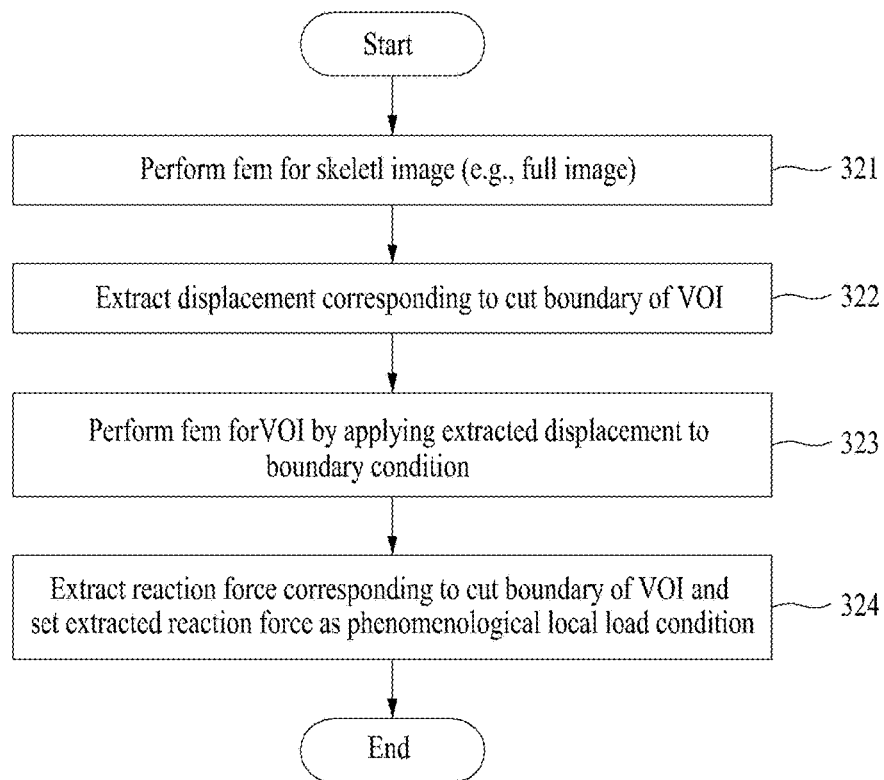 Start
Perform fem for skeletl image (e.g., full image)
321
Extract displacement corresponding to cut boundary of VOI
322
Perform fem forVOI by applying extracted displacement to
boundary condition
323
Extract reaction force corresponding to cut boundary of VOI and
set extracted reaction force as phenomenological local load condition
324
End